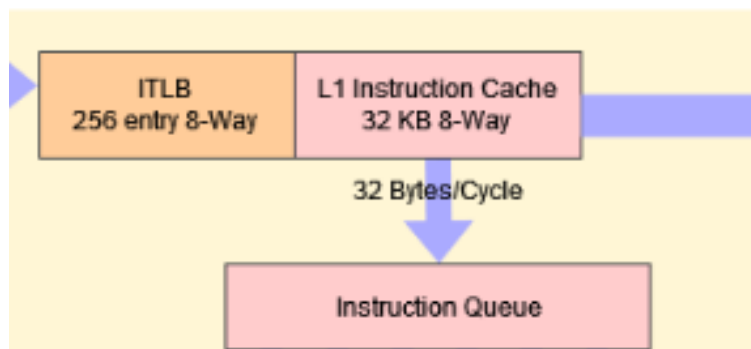 ITLB
256 entry 8-Way
L1 Instruction Cache
32 KB 8-Way
32 Bytes/Cycle
Instruction Queue